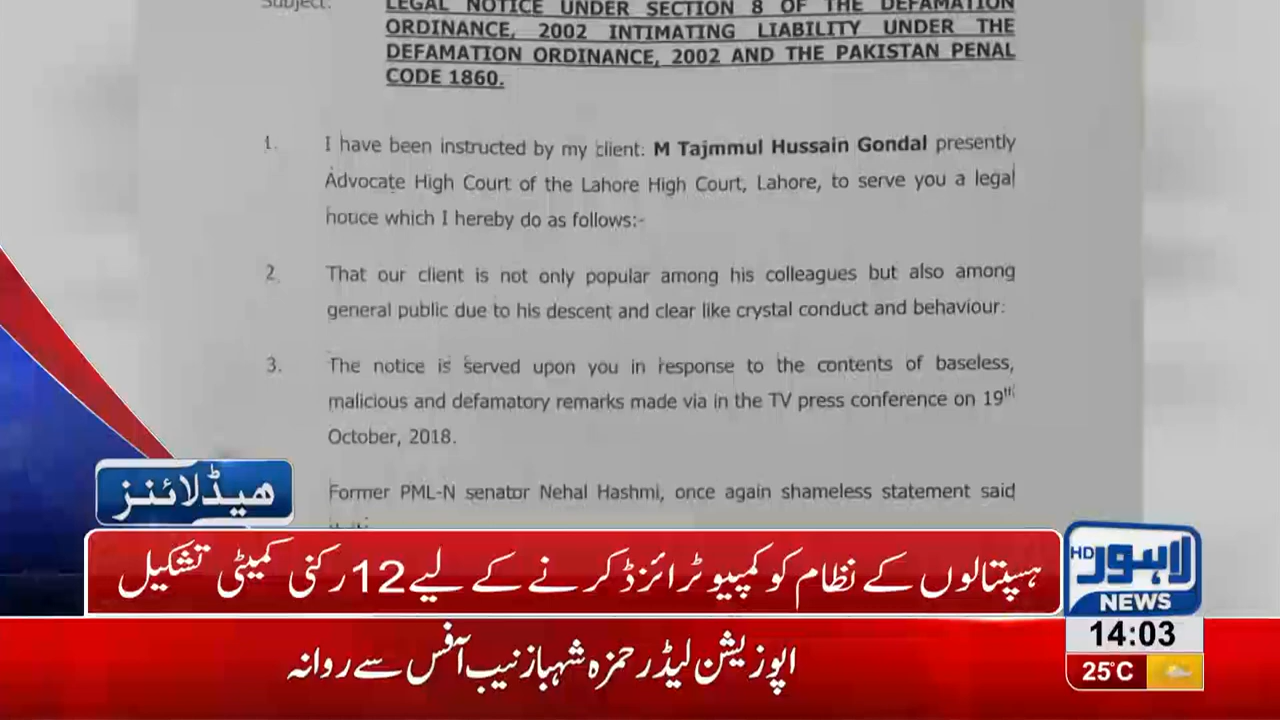 Subject:
LEGAL NOTICE UNDER SECTION 8 OF THE DEFAMATION
ORDINANCE, 2002 INTIMATING LIABILITY UNDER THE
DEFAMATION ORDINANCE, 2002 AND THE PAKISTAN PENAL
CODE 1860.
1. I have been instructed by my client: M Tajmmul Hussain Gondal presently
Advocate High Court of the Lahore High Court, Lahore, to serve you a legal
notice which I hereby do as follows:-
2. That our client is not only popular among his colleagues but also among
general public due to his descent and clear like crystal conduct and behaviour:
3. The notice is served upon you in response to the contents of baseless,
malicious and defamatory remarks made via in the TV press conference on 19th
October, 2018.
Former PML-N senator Nehal Hashmi, once again shameless statement said
ھیڈلائنز
ہسپتالوں کے نظام کو کمپیوٹرائزڈ کرنے کے لیے 12 رکنی کمیٹی تشکیل
اپوزیشن لیڈر حمزہ شہباز نیب آفس سے روانہ
لاہور HD
NEWS
14:03
25°C